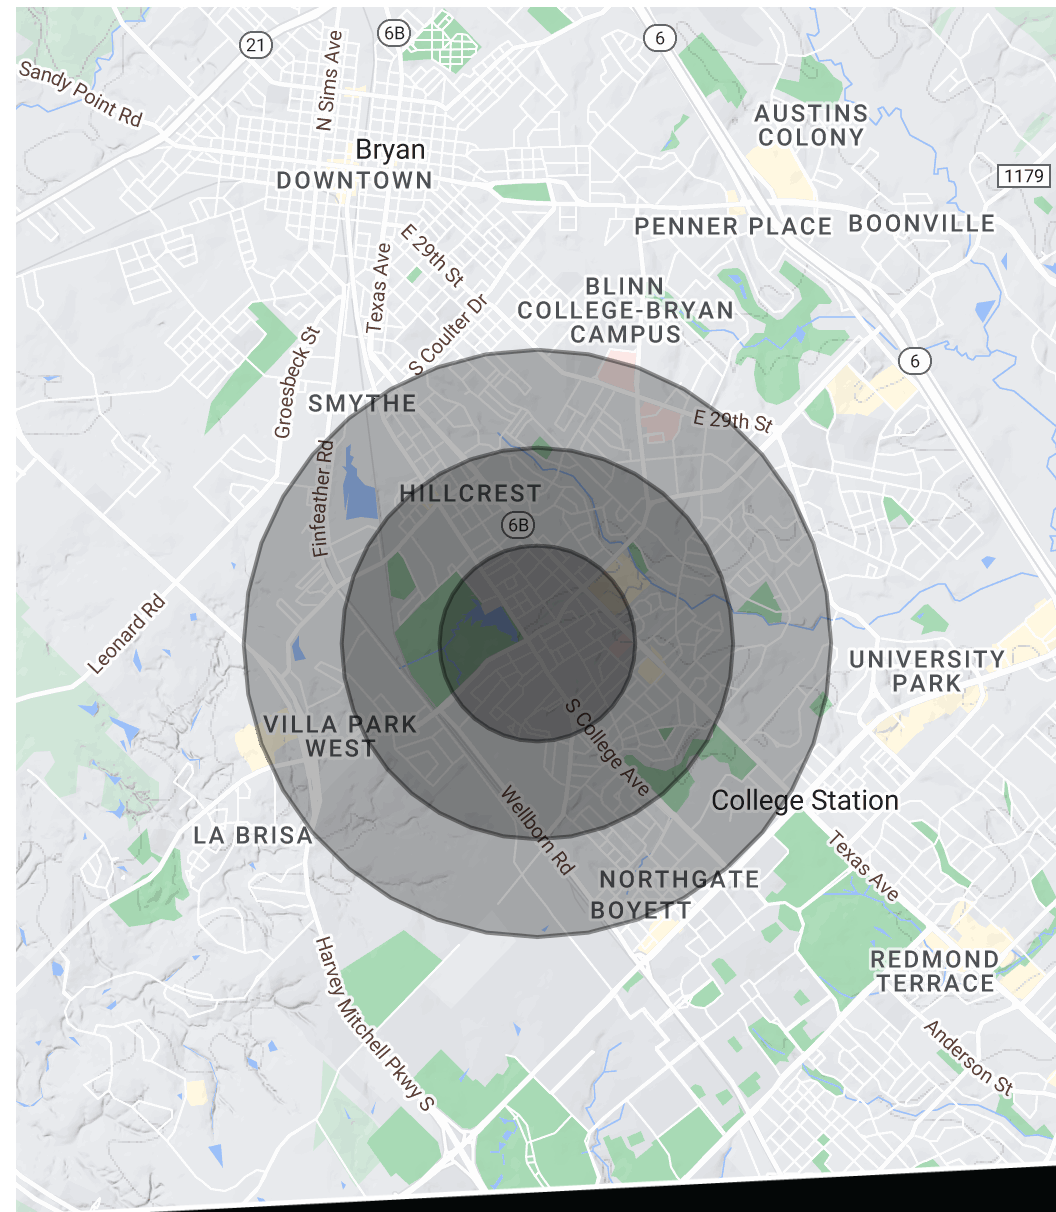 21
6B
6
Sandy Point Rd
N Sims Ave
AUSTINS
COLONY
Bryan
DOWNTOWN
1179
PENNER PLACE
BOONVILLE
E 29th St
Texas Ave
S Coulter Dr
BLINN
COLLEGE-BRYAN
CAMPUS
Groesbeck St
6
SMYTHE
E 29th St
Finfeather Rd
HILLCREST
6B
Leonard Rd
UNIVERSITY
PARK
VILLA PARK
WEST
S College Ave
College Station
Wellborn Rd
LA BRISA
Texas Ave
NORTHGATE
BOYETT
REDMOND
TERRACE
Harvey Mitchell Pkwy S
Anderson St